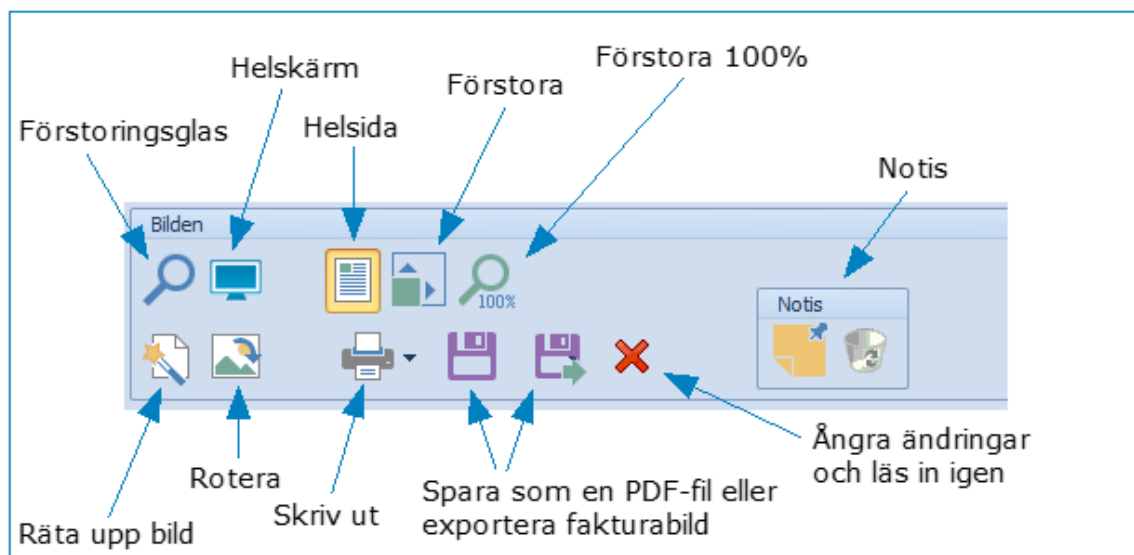 Förstora 100%
Helskärm
Förstora
Helsida
Förstoringsglas
Notis
Bilden
100%
Notis
Ångra ändringar
och läs in igen
Rotera
Spara som en PDF-fil eller
exportera fakturabild
Skriv ut
Räta upp bild